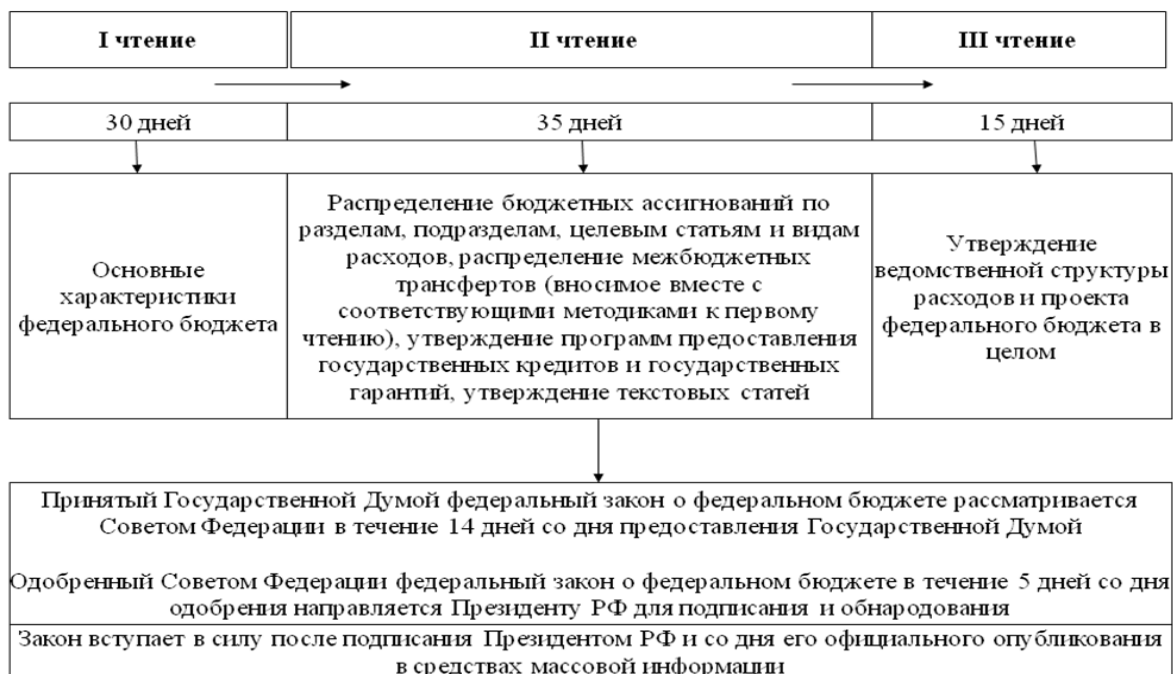 I чтение
II чтение
III чтение
30 дней
35 дней
15 дней
Основные
характеристики
федерального бюджета
Распределение бюджетных ассигнований по
разделам, подразделам, целевым статьям и видам
расходов, распределение межбюджетных
трансфертов (вносимое вместе с
соответствующими методиками к первому
чтению), утверждение программ предоставления
государственных кредитов и государственных
гарантий, утверждение текстовых статей
Утверждение
ведомственной структуры
расходов и проекта
федерального бюджета в
целом
Принятый Государственной Думой федеральный закон о федеральном бюджете рассматривается
Советом Федерации в течение 14 дней со дня предоставления Государственной Думой
Одобренный Советом Федерации федеральный закон о федеральном бюджете в течение 5 дней со дня
одобрения направляется Президенту РФ для подписания и обнародования
Закон вступает в силу после подписания Президентом РФ и со дня его официального опубликования
в средствах массовой информации